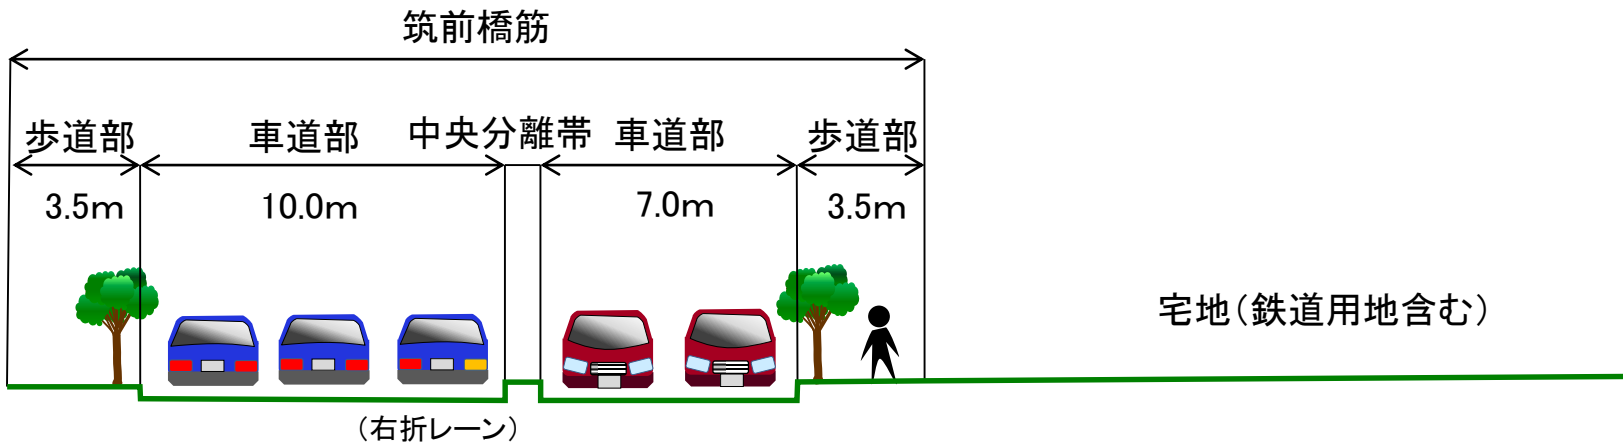 筑前橋筋
歩道部 車道部 中央分離帯 車道部 歩道部
3.5m 10.0m 7.0m 3.5m
宅地(鉄道用地含む)
(右折レーン)